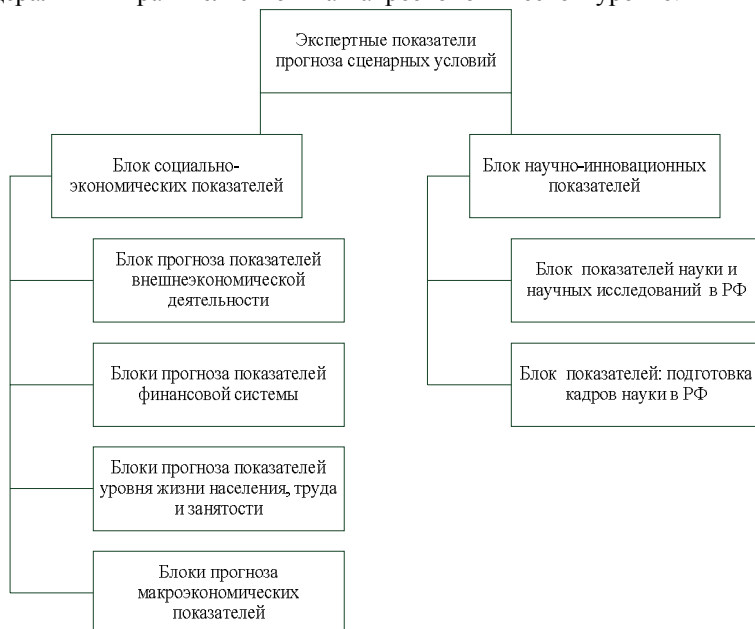 Экспертные показатели
прогноза сценарных условий
Блок социально-
экономических показателей
Блок научно-инновационных
показателей
Блок прогноза показателей
внешнеэкономической
деятельности
Блок показателей науки и
научных исследований в РФ
Блоки прогноза показателей
финансовой системы
Блок показателей: подготовка
кадров науки в РФ
Блоки прогноза показателей
уровня жизни населения, труда
и занятости
Блоки прогноза
макроэкономических
показателей